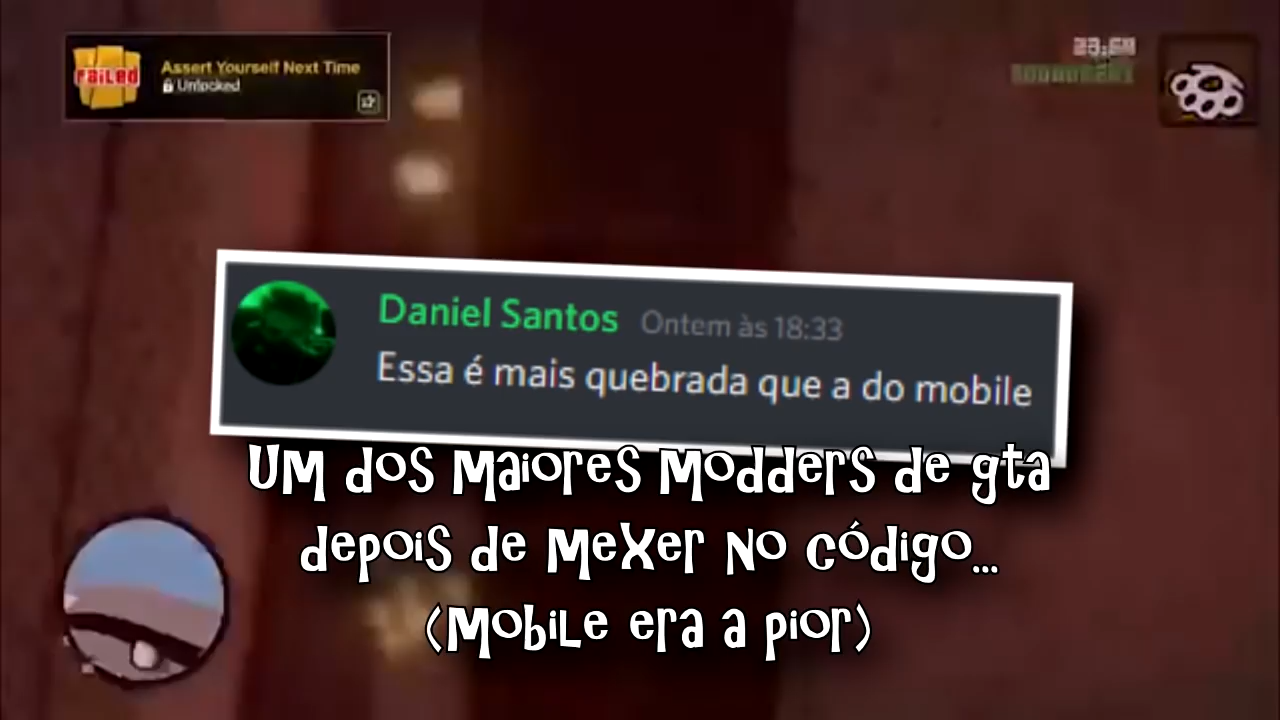 FAILED
Assert Yourself Next Time
Unlocked
Daniel Santos Ontem às 18:33
Essa é mais quebrada que a do mobile
Um dos maiores modders de gta
depois de mexer no código...
(Mobile era a pior)